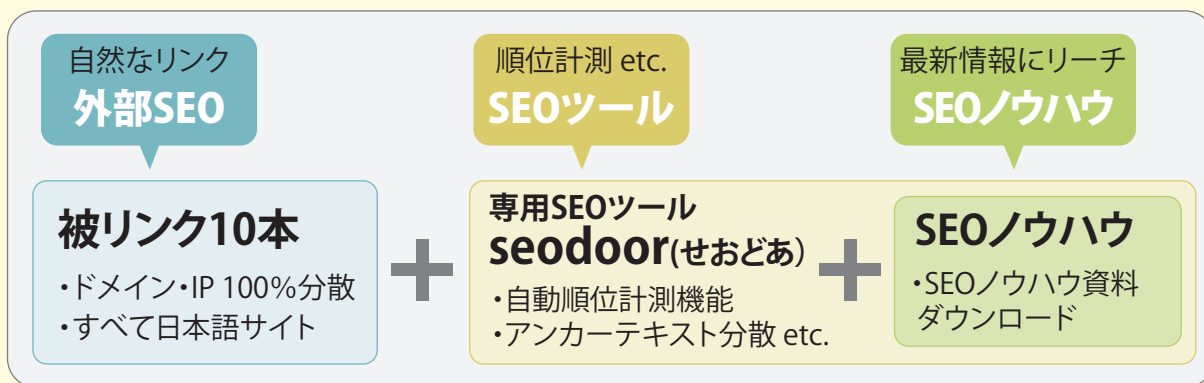 自然なリンク
外部SEO
被リンク10本
・ドメイン・IP 100%分散
・すべて日本語サイト
順位計測 etc.
SEOツール
専用SEOツール
seodoor(せおどあ)
・自動順位計測機能
・アンカーテキスト分散 etc.
最新情報にリーチ
SEOノウハウ
SEOノウハウ
・SEOノウハウ資料
ダウンロード